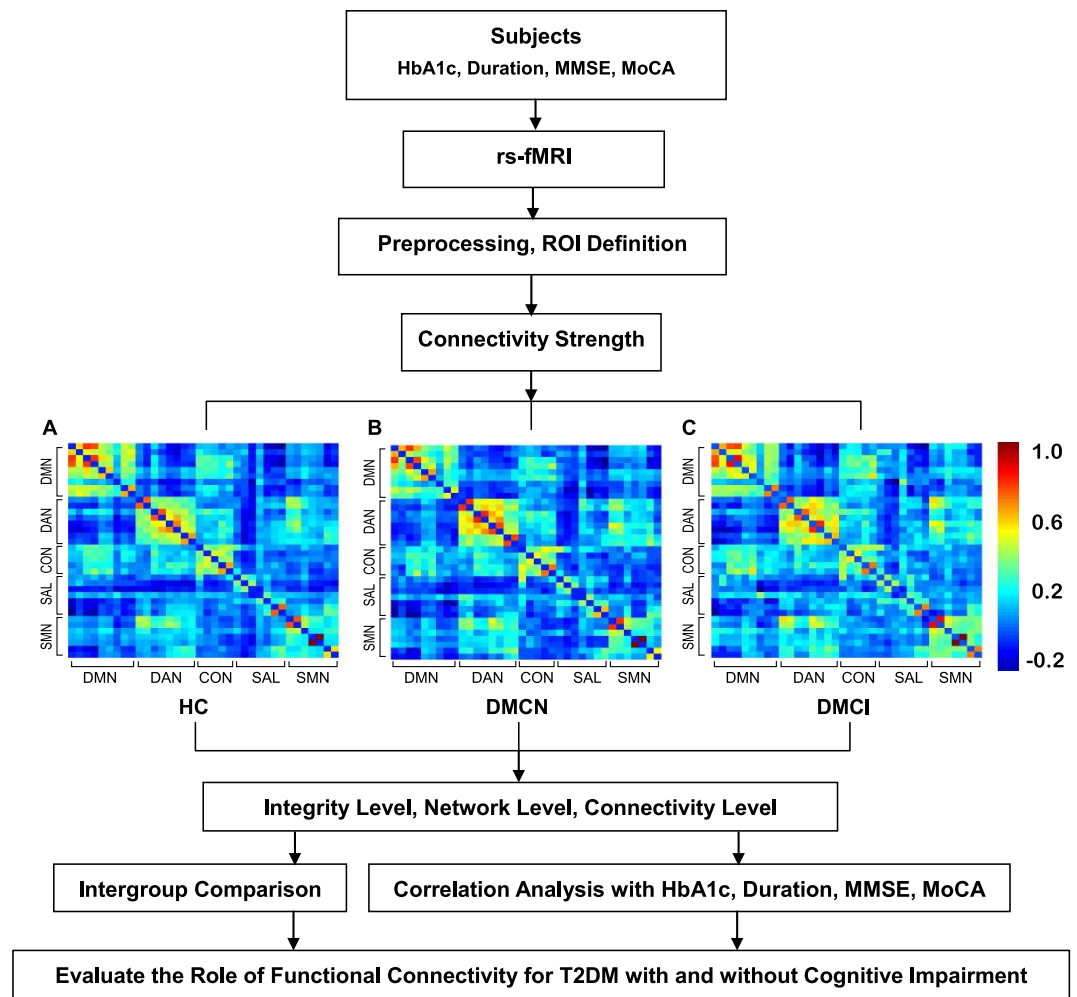 Subjects
HbA1c, Duration, MMSE, MoCA
rs-fMRI
Preprocessing, ROI Definition
Connectivity Strength
A
DMN
DAN
CON
SAL
SMN
DMN DAN CON SAL SMN
HC
B
DMN
DAN
CON
SAL
SMN
DMN DAN CON SAL SMN
DMCN
C
DMN
DAN
CON
SAL
SMN
DMN DAN CON SAL SMN
DMCI
1.0
0.6
0.2
-0.2
Integrity Level, Network Level, Connectivity Level
Intergroup Comparison
Correlation Analysis with HbA1c, Duration, MMSE, MoCA
Evaluate the Role of Functional Connectivity for T2DM with and without Cognitive Impairment